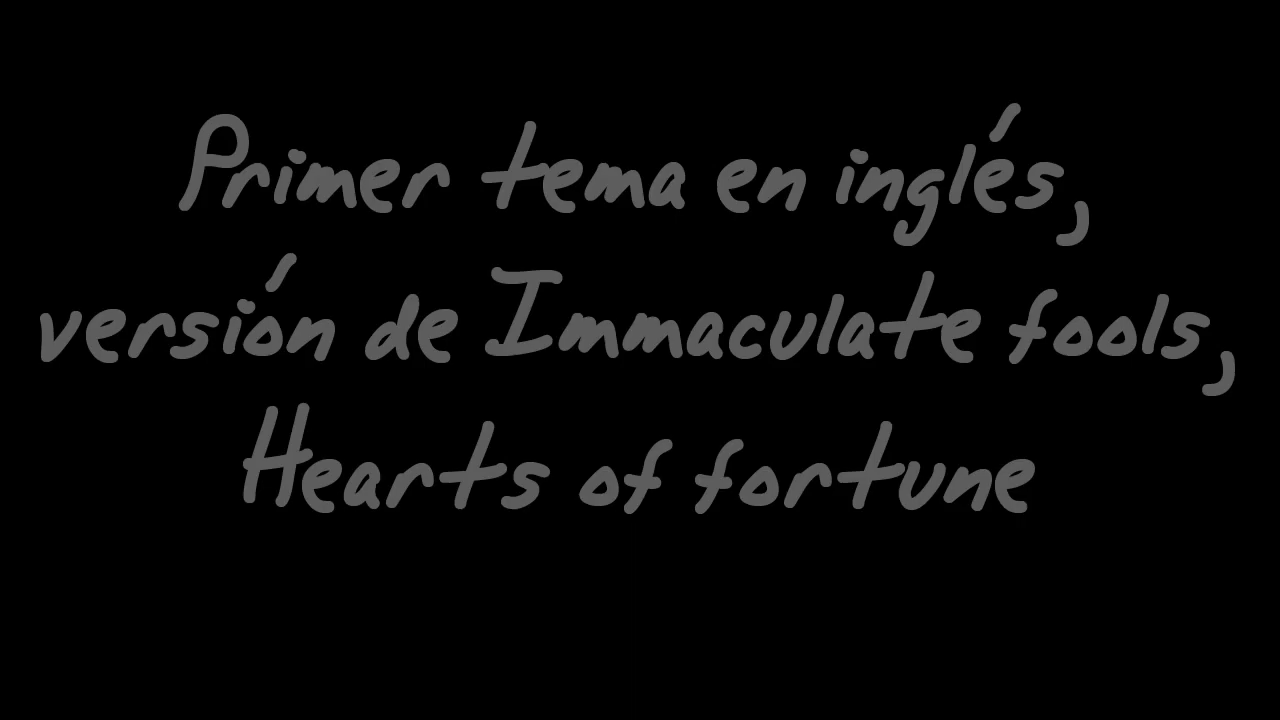 Primer tema en inglés,
versión de Immaculate fools,
Hearts of fortune